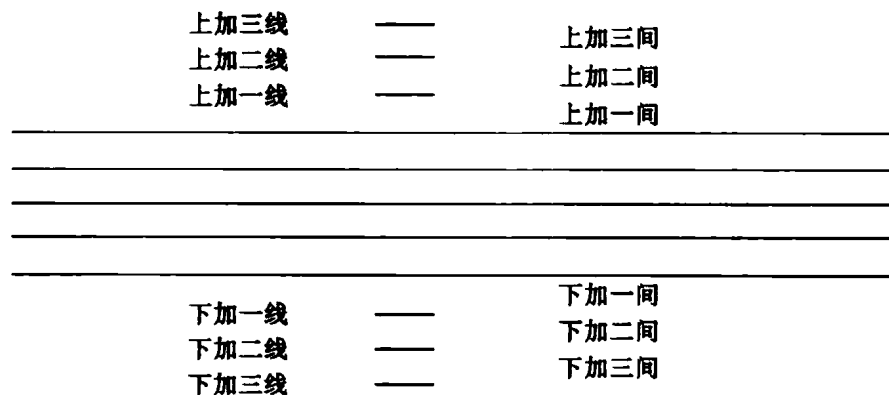 上加三线
上加三间
上加二线
上加二间
上加一线
上加一间
下加一间
下加一线
下加二间
下加二线
下加三间
下加三线